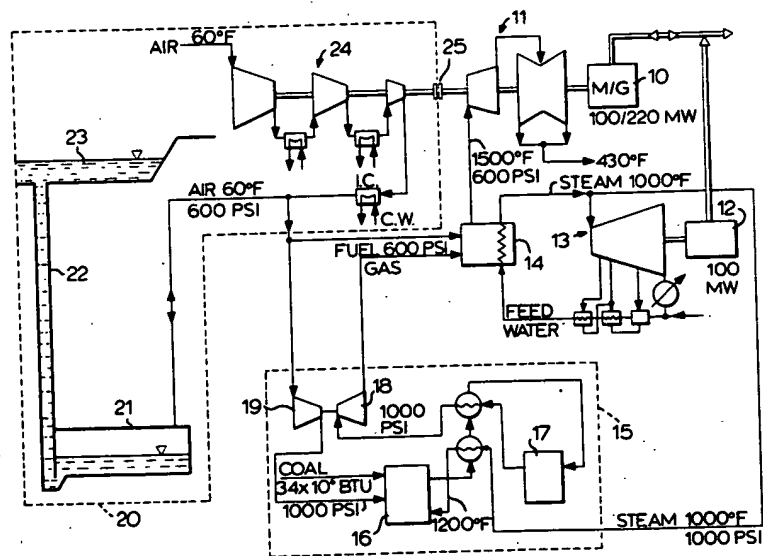 AIR 60°F
24
25
11
M/G
10
100/220 MW
23
1500°F
600 PSI
430°F
STEAM 1000°F
I.C.
AIR 60°F
600 PSI
C.W.
FUEL 600 PSI
GAS
14
13
12
100
MW
22
FEED
WATER
21
19
18
1000
PSI
17
15
COAL
34x10⁶ BTU
1000 PSI
16
1200°F
STEAM 1000°F
1000 PSI
20